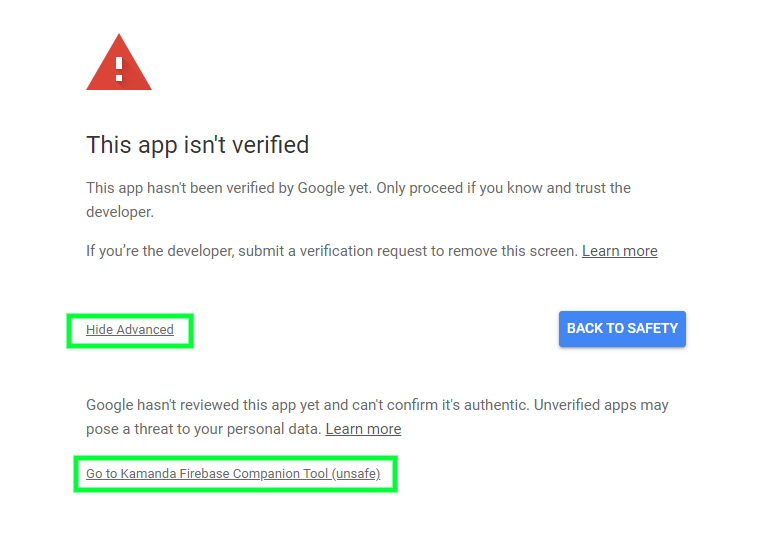 This app isn't verified
This app hasn't been verified by Google yet. Only proceed if you know and trust the
developer.
If you’re the developer, submit a verification request to remove this screen. Learn more
Hide Advanced
BACK TO SAFETY
Google hasn't reviewed this app yet and can't confirm it's authentic. Unverified apps may
pose a threat to your personal data. Learn more
Go to Kamanda Firebase Companion Tool (unsafe)